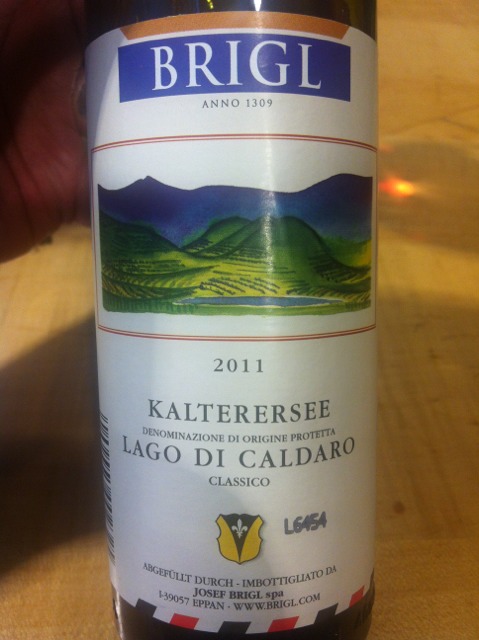 BRIGL
ANNO 1309
2011
KALTERERSEE
DENOMINAZIONE DI ORIGINE PROTETTA
LAGO DI CALDARO
CLASSICO
L6454
ABGEFÜLLT DURCH - IMBOTTIGLIATO DA
JOSEF BRIGL spa
I-39057 EPPAN - WWW.BRIGL.COM